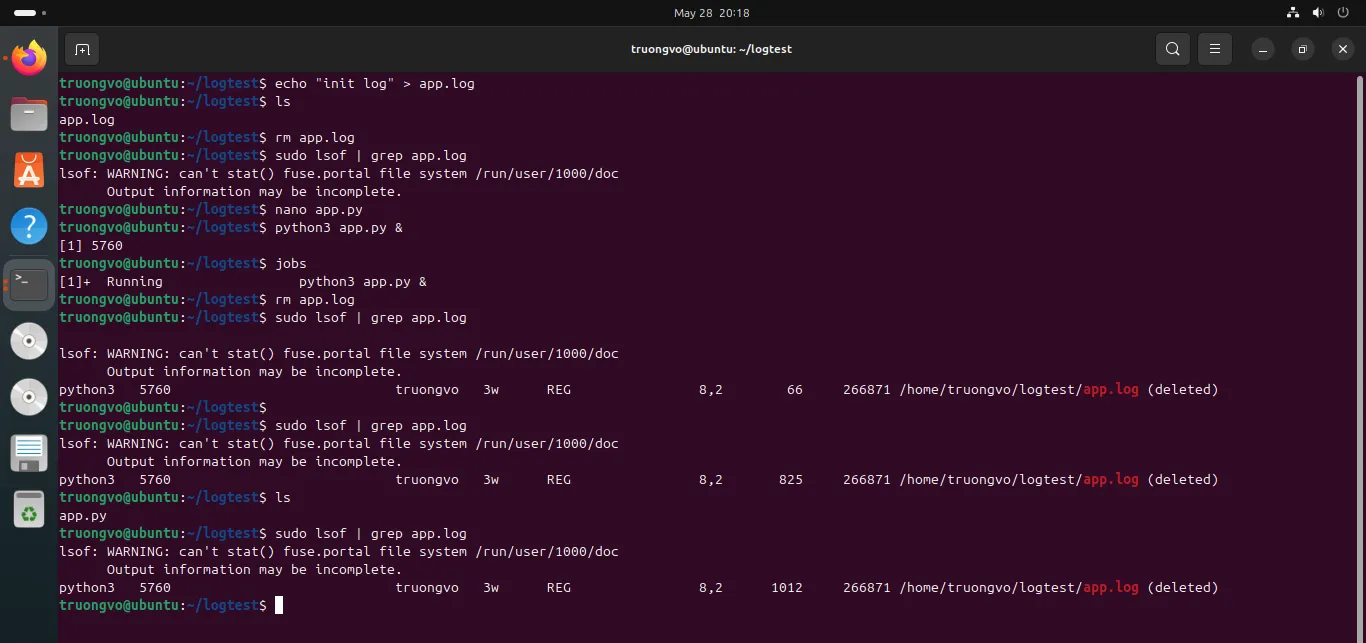 May 28 20:18
truongvo@ubuntu: ~/logtest
truongvo@ubuntu:~/logtest$ echo "init log" > app.log
truongvo@ubuntu:~/logtest$ ls
app.log
truongvo@ubuntu:~/logtest$ rm app.log
truongvo@ubuntu:~/logtest$ sudo lsof | grep app.log
lsof: WARNING: can't stat() fuse.portal file system /run/user/1000/doc
      Output information may be incomplete.
truongvo@ubuntu:~/logtest$ nano app.py
truongvo@ubuntu:~/logtest$ python3 app.py &
[1] 5760
truongvo@ubuntu:~/logtest$ jobs
[1]+  Running                 python3 app.py &
truongvo@ubuntu:~/logtest$ rm app.log
truongvo@ubuntu:~/logtest$ sudo lsof | grep app.log

lsof: WARNING: can't stat() fuse.portal file system /run/user/1000/doc
      Output information may be incomplete.
python3   5760                            truongvo   3w      REG                8,2        66     266871 /home/truongvo/logtest/app.log (deleted)
truongvo@ubuntu:~/logtest$
truongvo@ubuntu:~/logtest$ sudo lsof | grep app.log
lsof: WARNING: can't stat() fuse.portal file system /run/user/1000/doc
      Output information may be incomplete.
python3   5760                            truongvo   3w      REG                8,2       825     266871 /home/truongvo/logtest/app.log (deleted)
truongvo@ubuntu:~/logtest$ ls
app.py
truongvo@ubuntu:~/logtest$ sudo lsof | grep app.log
lsof: WARNING: can't stat() fuse.portal file system /run/user/1000/doc
      Output information may be incomplete.
python3   5760                            truongvo   3w      REG                8,2      1012     266871 /home/truongvo/logtest/app.log (deleted)
truongvo@ubuntu:~/logtest$